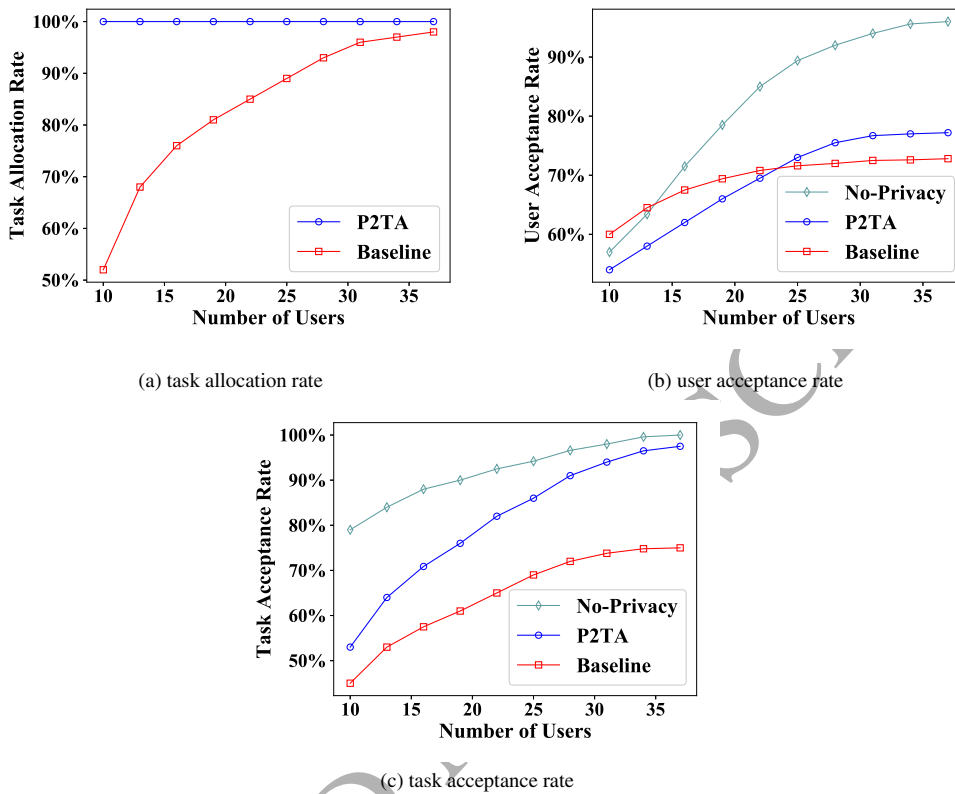 100%
90%
80%
70%
60%
50%
Task Allocation Rate
P2TA
Baseline
10 15 20 25 30 35
Number of Users
(a) task allocation rate
90%
80%
70%
60%
User Acceptance Rate
No-Privacy
P2TA
Baseline
10 15 20 25 30 35
Number of Users
(b) user acceptance rate
100%
90%
80%
70%
60%
50%
Task Acceptance Rate
No-Privacy
P2TA
Baseline
10 15 20 25 30 35
Number of Users
(c) task acceptance rate